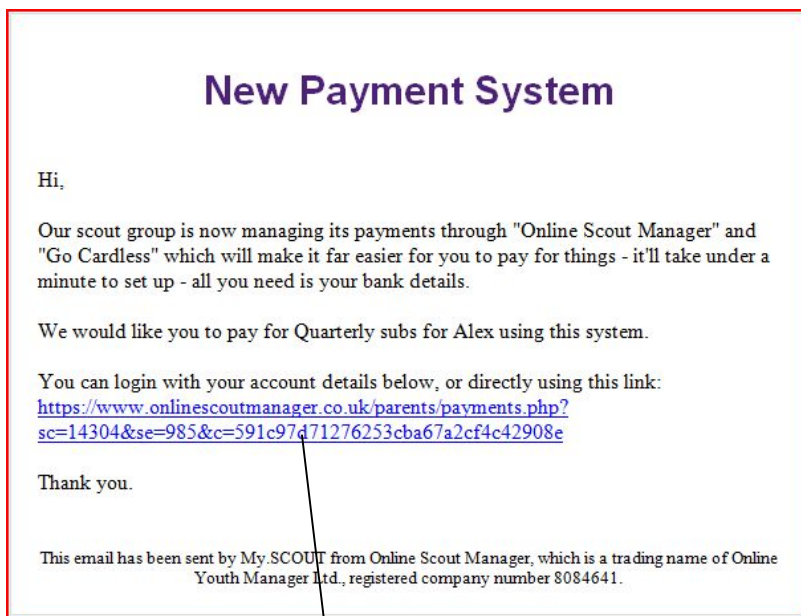 New Payment System
Hi,
Our scout group is now managing its payments through "Online Scout Manager" and
"Go Cardless" which will make it far easier for you to pay for things - it'll take under a
minute to set up - all you need is your bank details.
We would like you to pay for Quarterly subs for Alex using this system.
You can login with your account details below, or directly using this link:
https://www.onlinescoutmanager.co.uk/parents/payments.php?
sc=14304&se=985&c=591c97d71276253cba67a2cf4c42908e
Thank you.
This email has been sent by My.SCOUT from Online Scout Manager, which is a trading name of Online
Youth Manager Ltd., registered company number 8084641.